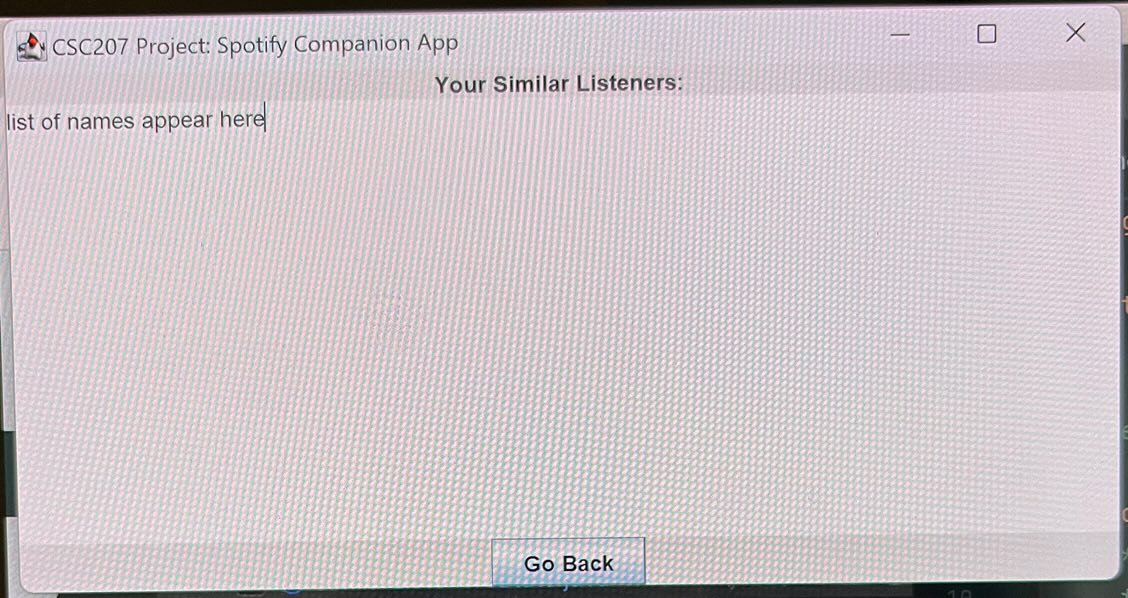 CSC207 Project: Spotify Companion App
Your Similar Listeners:
list of names appear here
Go Back